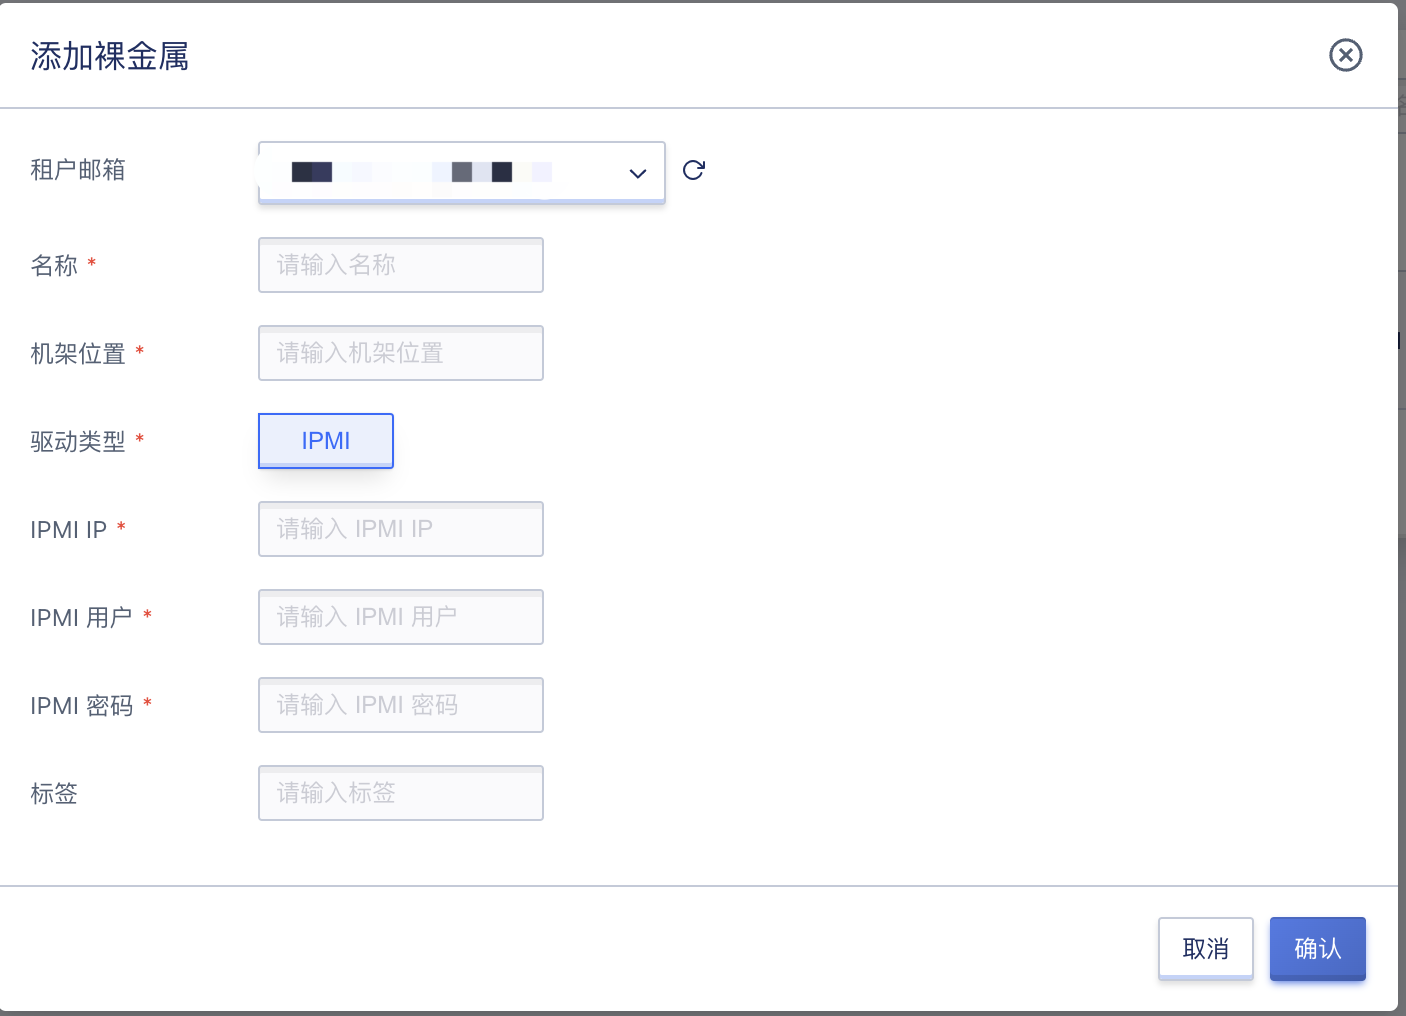 添加裸金属
租户邮箱
名称 *
请输入名称
机架位置 *
请输入机架位置
驱动类型 *
IPMI
IPMI IP *
请输入 IPMI IP
IPMI 用户 *
请输入 IPMI 用户
IPMI 密码 *
请输入 IPMI 密码
标签
请输入标签
取消
确认